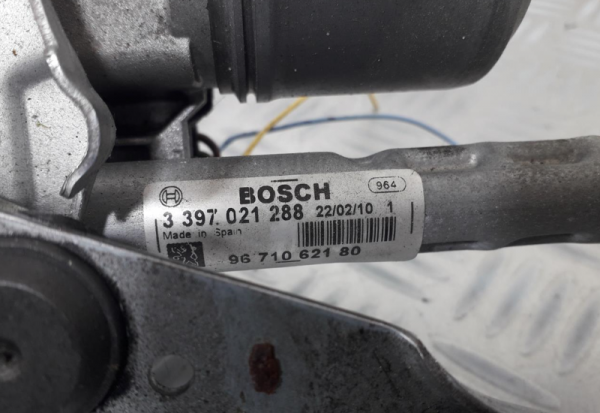 BOSCH 964
3 397 021 288 22/02/10 1
Made in Spain
96 710 621 80